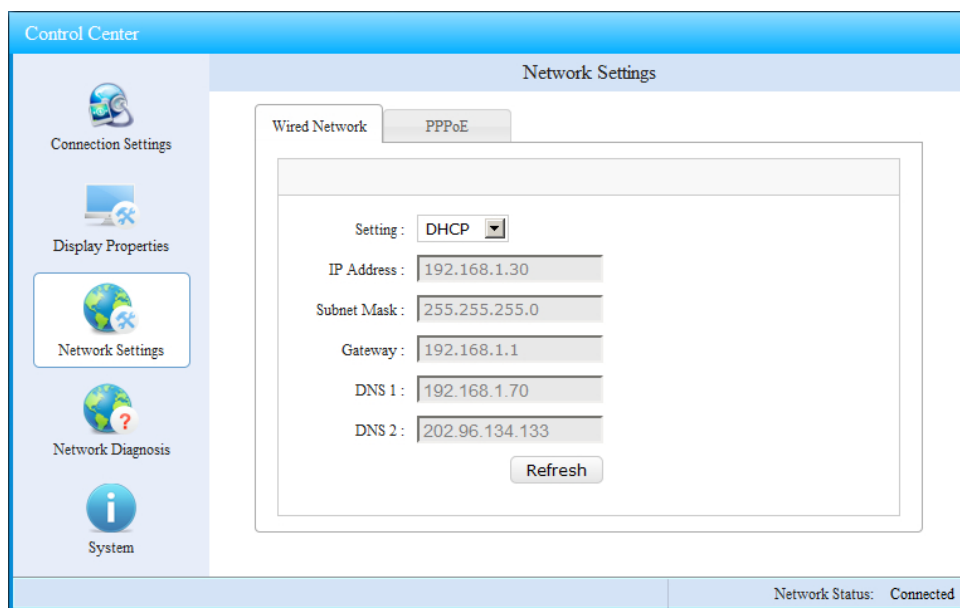 Control Center
Connection Settings
Display Properties
Network Settings
Network Diagnosis
System
Network Settings
Wired Network
PPPoE
Setting : DHCP
IP Address : 192.168.1.30
Subnet Mask : 255.255.255.0
Gateway : 192.168.1.1
DNS 1 : 192.168.1.70
DNS 2 : 202.96.134.133
Refresh
Network Status: Connected